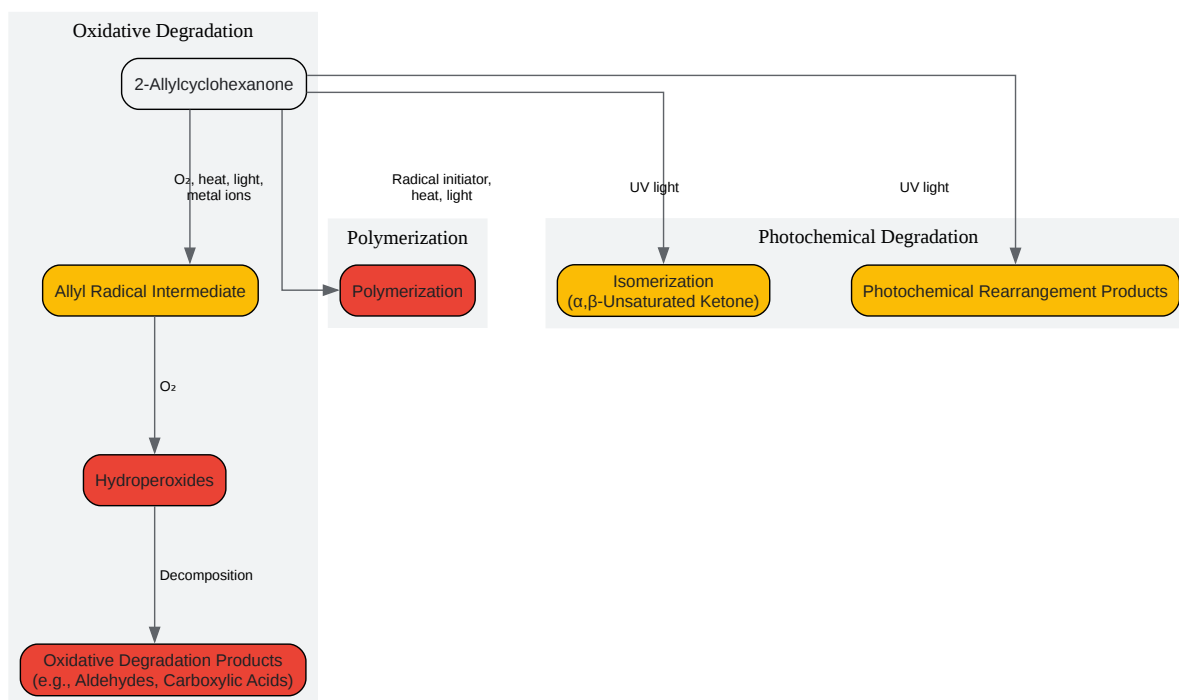 Oxidative Degradation
2-Allylcyclohexanone
O₂, heat, light,
metal ions
Radical initiator,
heat, light
UV light
UV light
Polymerization
Photochemical Degradation
Allyl Radical Intermediate
Polymerization
Isomerization
(α,β-Unsaturated Ketone)
Photochemical Rearrangement Products
O₂
Hydroperoxides
Decomposition
Oxidative Degradation Products
(e.g., Aldehydes, Carboxylic Acids)